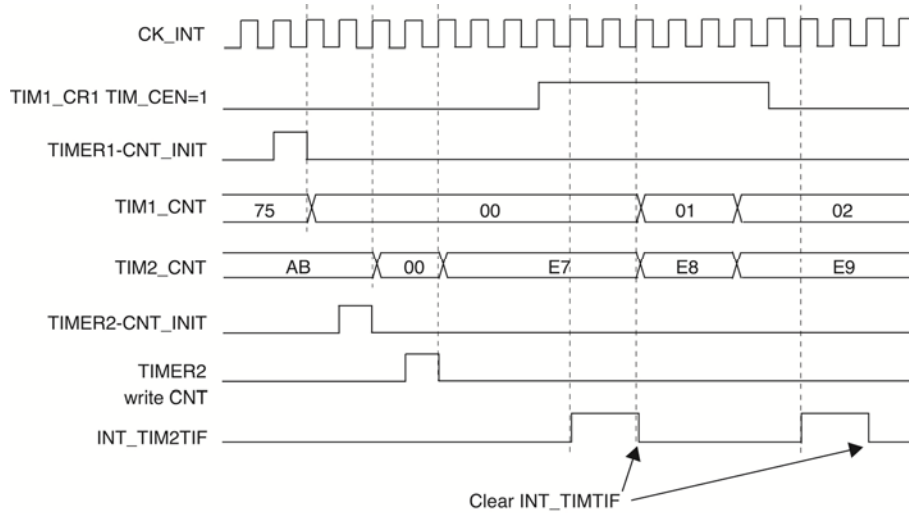 CK_INT
TIM1_CR1 TIM_CEN=1
TIMER1-CNT_INIT
TIM1_CNT 75 00 01 02
TIM2_CNT AB 00 E7 E8 E9
TIMER2-CNT_INIT
TIMER2
write CNT
INT_TIM2TIF
Clear INT_TIMTIF